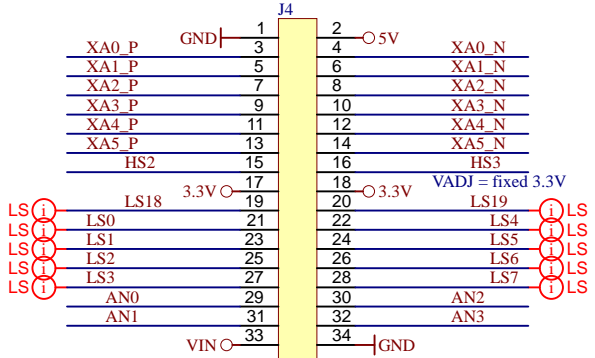 J4
GND 1 2 5V
XA0_P 3 4 XA0_N
XA1_P 5 6 XA1_N
XA2_P 7 8 XA2_N
XA3_P 9 10 XA3_N
XA4_P 11 12 XA4_N
XA5_P 13 14 XA5_N
HS2 15 16 HS3
3.3V 17 18 3.3V VADJ = fixed 3.3V
LS i LS18 19 20 LS19 i LS
LS i LS0 21 22 LS4 i LS
LS i LS1 23 24 LS5 i LS
LS i LS2 25 26 LS6 i LS
LS i LS3 27 28 LS7 i LS
AN0 29 30 AN2
AN1 31 32 AN3
VIN 33 34 GND